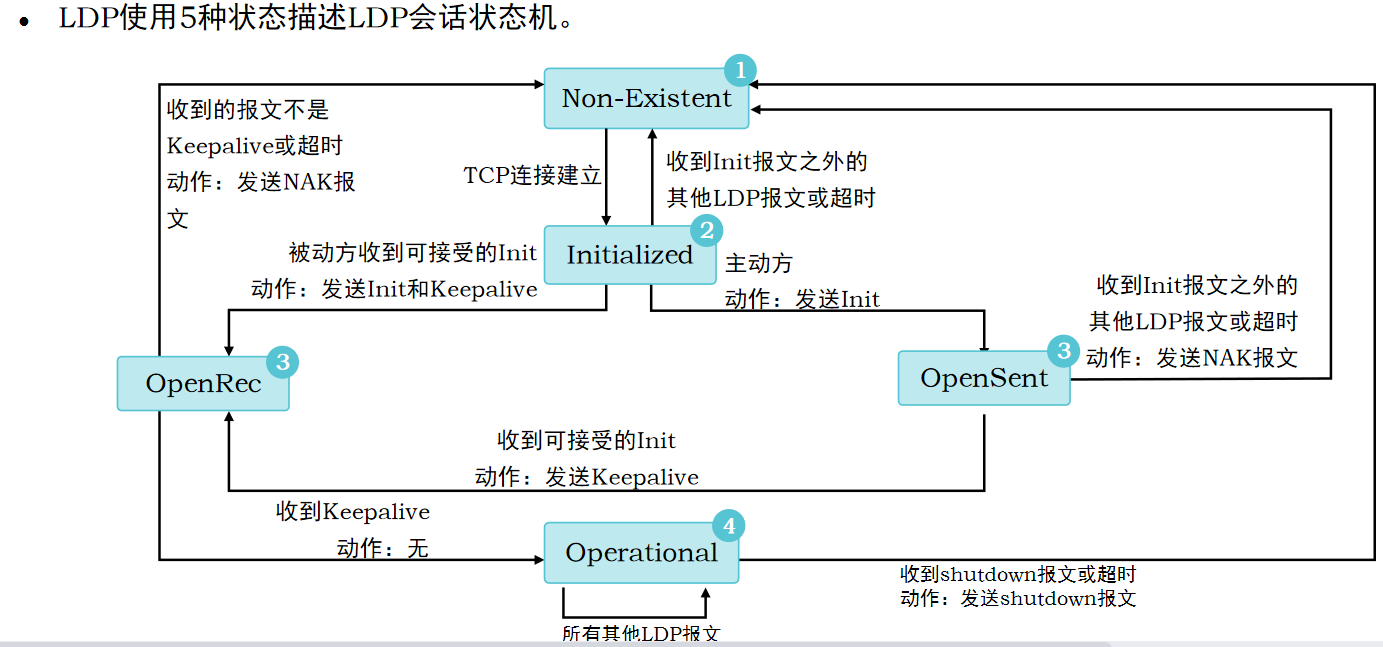 LDP使用5种状态描述LDP会话状态机。
1
Non-Existent
收到的报文不是
Keepalive或超时
动作：发送NAK报
文
TCP连接建立
收到Init报文之外的
其他LDP报文或超时
2
Initialized
被动方收到可接受的Init
动作：发送Init和Keepalive
主动方
动作：发送Init
收到Init报文之外的
其他LDP报文或超时
动作：发送NAK报文
3
OpenRec
3
OpenSent
收到可接受的Init
动作：发送Keepalive
收到Keepalive
动作：无
4
Operational
收到shutdown报文或超时
动作：发送shutdown报文
所有其他LDP报文